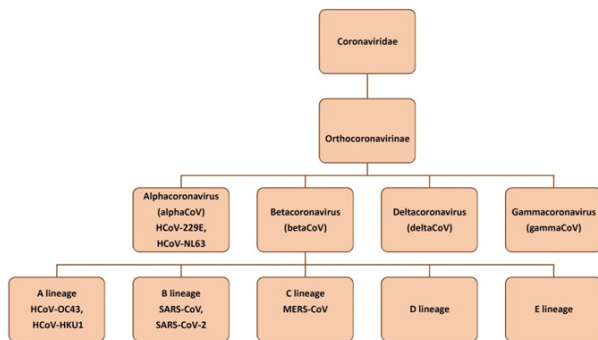 Coronaviridae
Orthocoronavirinae
Alphacoronavirus
(alphaCoV)
HCoV-229E,
HCoV-NL63
Betacoronavirus
(betaCoV)
Deltacoronavirus
(deltaCoV)
Gammacoronavirus
(gammaCoV)
A lineage
HCoV-OC43,
HCoV-HKU1
B lineage
SARS-CoV,
SARS-CoV-2
C lineage
MERS-CoV
D lineage
E lineage